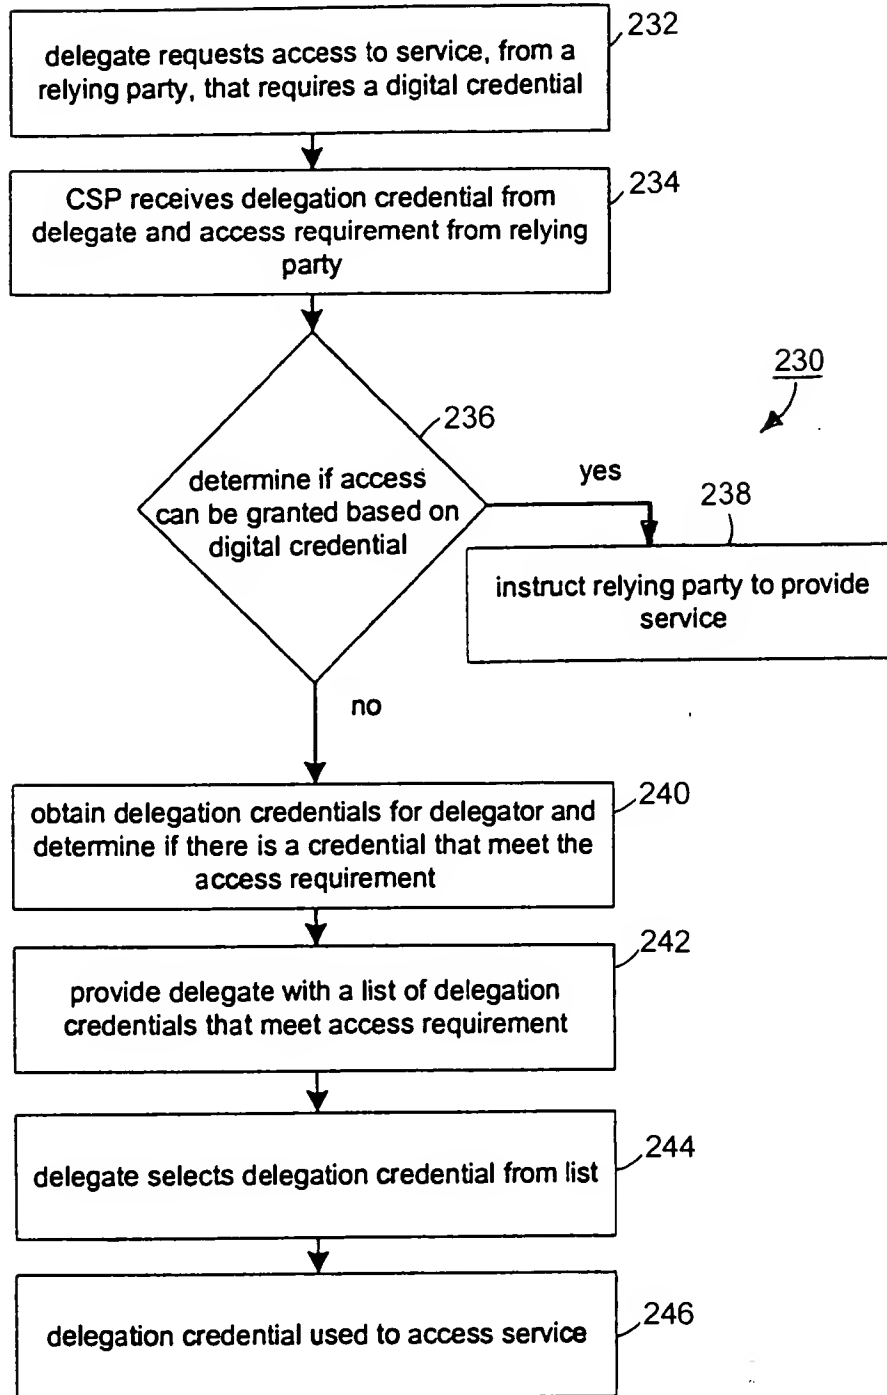 232
delegate requests access to service, from a
relying party, that requires a digital credential
234
CSP receives delegation credential from
delegate and access requirement from relying
party
230
236
determine if access
can be granted based on
digital credential
yes
238
instruct relying party to provide
service
no
240
obtain delegation credentials for delegator and
determine if there is a credential that meet the
access requirement
242
provide delegate with a list of delegation
credentials that meet access requirement
244
delegate selects delegation credential from list
246
delegation credential used to access service